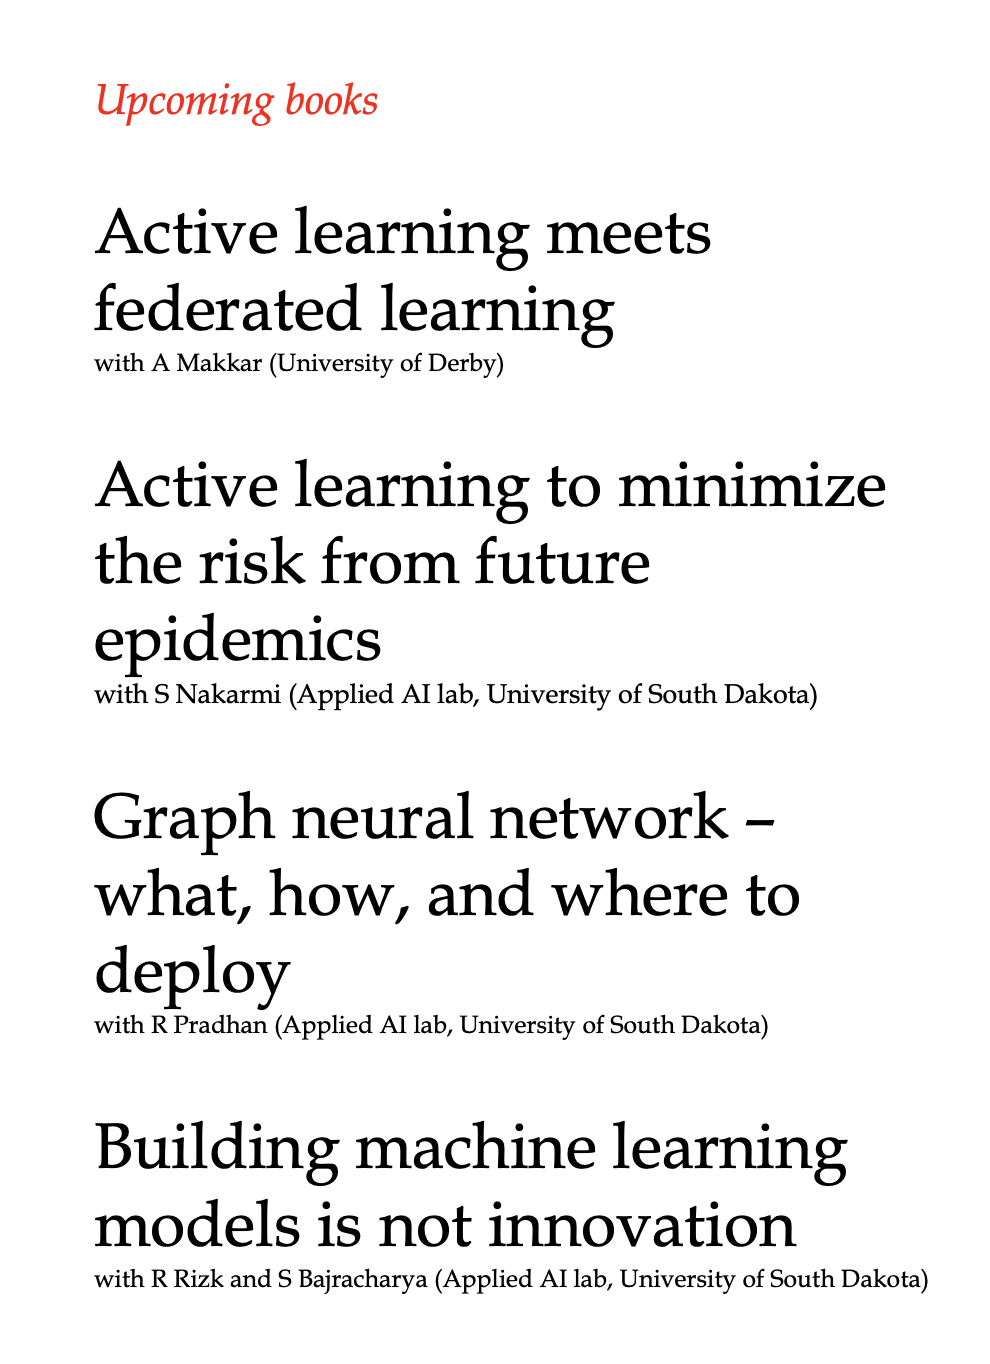 Upcoming books
Active learning meets
federated learning
with A Makkar (University of Derby)
Active learning to minimize
the risk from future
epidemics
with S Nakarmi (Applied AI lab, University of South Dakota)
Graph neural network –
what, how, and where to
deploy
with R Pradhan (Applied AI lab, University of South Dakota)
Building machine learning
models is not innovation
with R Rizk and S Bajracharya (Applied AI lab, University of South Dakota)